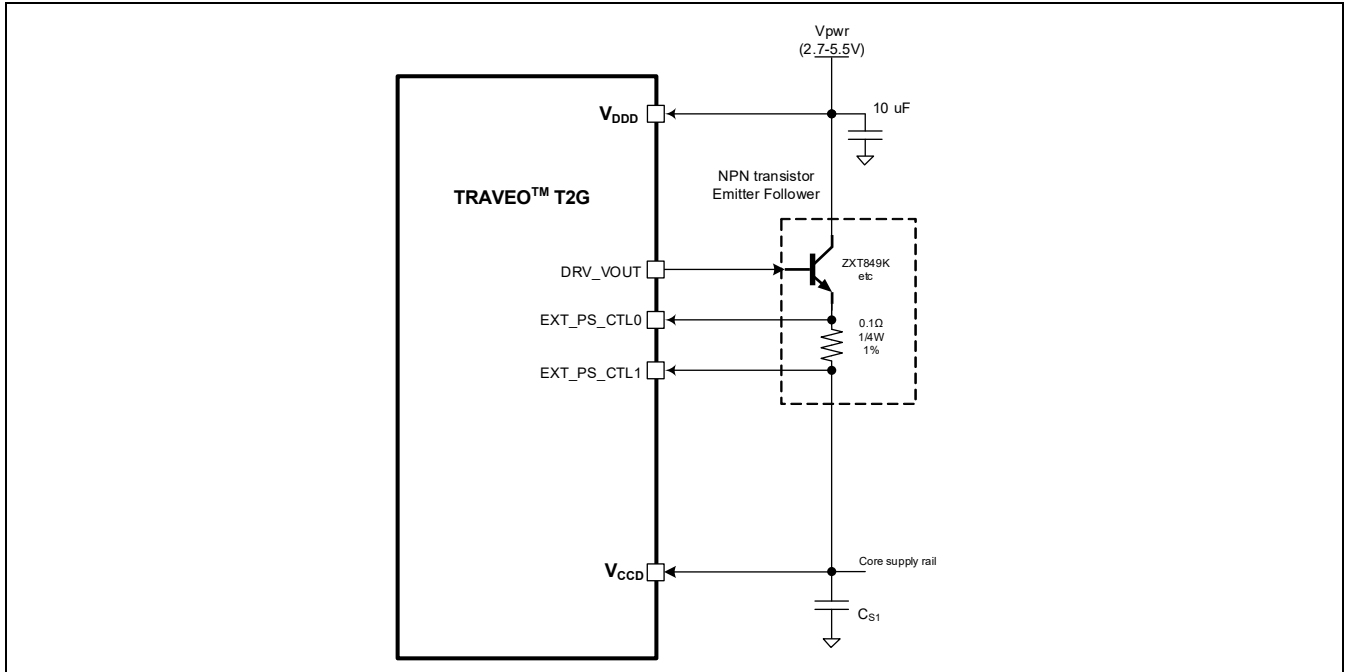 Vpwr
(2.7-5.5V)
10 uF
VDDD
NPN transistor
Emitter Follower
TRAVEO™ T2G
ZXT849K
etc
DRV_VOUT
EXT_PS_CTL0
0.1Ω
1/4W
1%
EXT_PS_CTL1
VCCD
Core supply rail
CS1